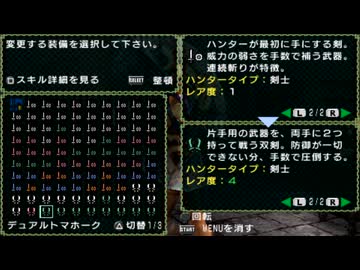 変更する装備を選択して下さい。
スキル詳細を見る SELECT 整頓
デュアルトマホーク 切替1/3
ハンターが最初に手にする剣。
威力の弱さを手数で補う武器。
連続斬りが特徴。
ハンタータイプ：剣士
レア度：1
L 2/2 R
片手用の武器を、両手に2つ
持って戦う双剣。防御が一切
できない分、手数で圧倒する。
ハンタータイプ：剣士
レア度：4
L 2/2 R
回転
START MENUを消す